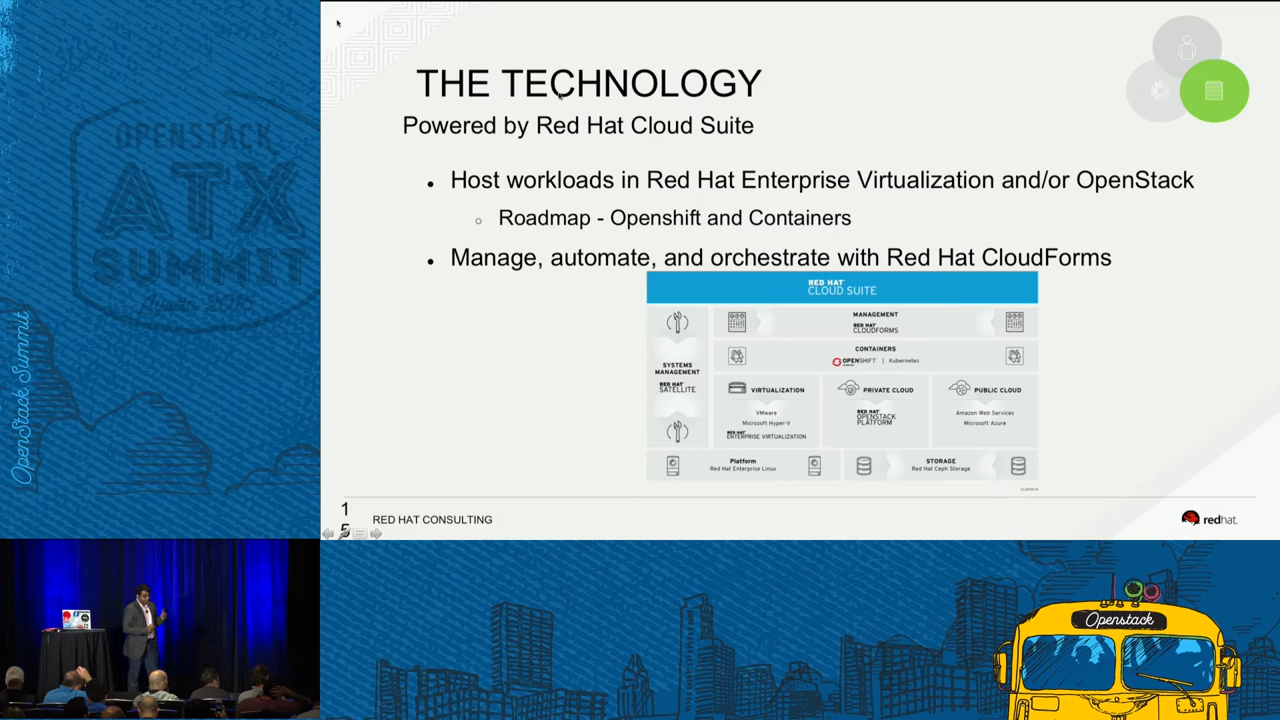 OPENSTACK
ATX
SUMMIT
OpenStack Summit
THE TECHNOLOGY
Powered by Red Hat Cloud Suite
Host workloads in Red Hat Enterprise Virtualization and/or OpenStack
Roadmap - Openshift and Containers
Manage, automate, and orchestrate with Red Hat CloudForms
RED HAT
CLOUD SUITE
MANAGEMENT
RED HAT
CLOUDFORMS
CONTAINERS
OPENSHIFT | Kubernetes
SYSTEMS
MANAGEMENT
RED HAT
SATELLITE
VIRTUALIZATION
VMware
Microsoft Hyper-V
RED HAT
ENTERPRISE VIRTUALIZATION
PRIVATE CLOUD
RED HAT
OPENSTACK
PLATFORM
PUBLIC CLOUD
Amazon Web Services
Microsoft Azure
Platform
Red Hat Enterprise Linux
STORAGE
Red Hat Ceph Storage
1
5
RED HAT CONSULTING
redhat.
Openstack